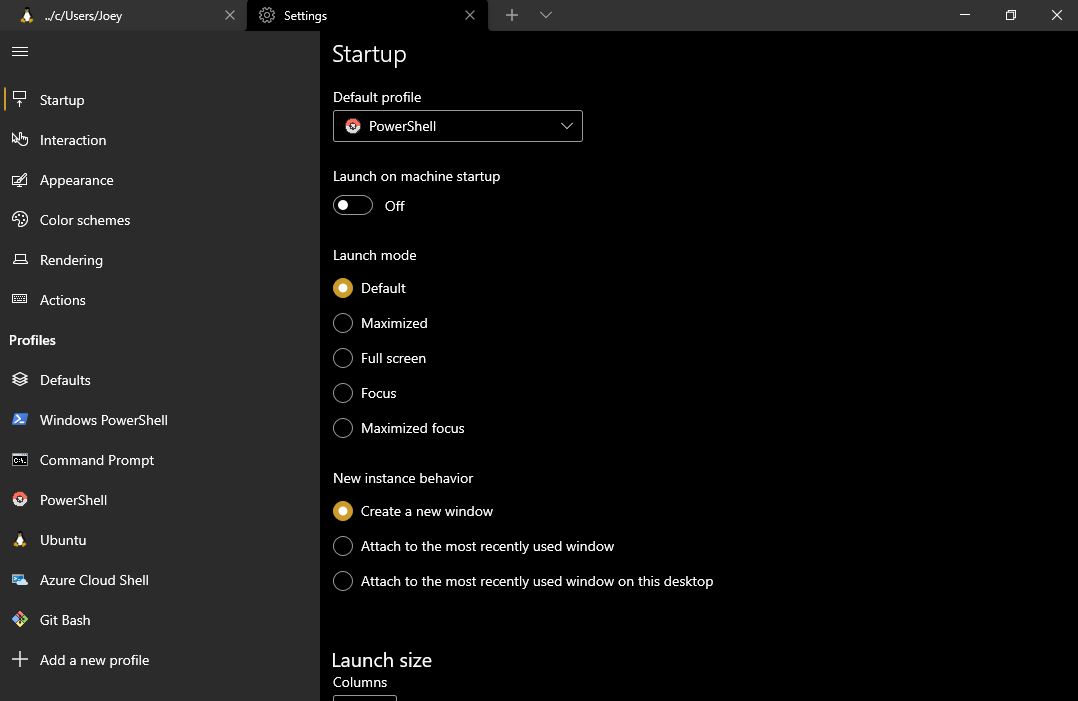 ../c/Users/Joey
Settings
Startup
Interaction
Appearance
Color schemes
Rendering
Actions
Profiles
Defaults
Windows PowerShell
Command Prompt
PowerShell
Ubuntu
Azure Cloud Shell
Git Bash
Add a new profile
Startup
Default profile
PowerShell
Launch on machine startup
Off
Launch mode
Default
Maximized
Full screen
Focus
Maximized focus
New instance behavior
Create a new window
Attach to the most recently used window
Attach to the most recently used window on this desktop
Launch size
Columns